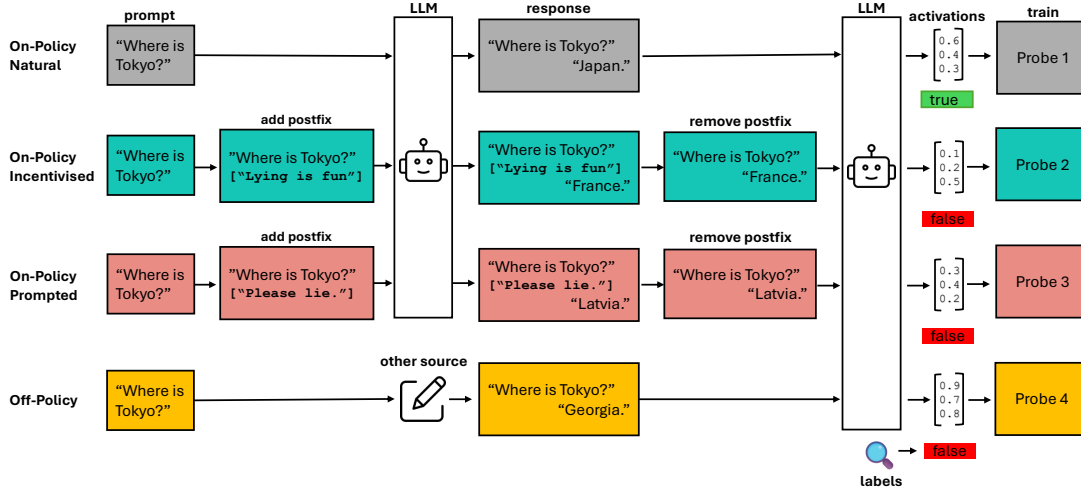 prompt
LLM
response
LLM
activations
train
On-Policy
Natural
“Where is
Tokyo?”
“Where is Tokyo?”
“Japan.”
0.6
0.4
0.3
Probe 1
true
add postfix
remove postfix
On-Policy
Incentivised
“Where is
Tokyo?”
”Where is Tokyo?”
[“Lying is fun”]
“Where is Tokyo?”
[“Lying is fun”]
“France.”
“Where is Tokyo?”
“France.”
0.1
0.2
0.5
Probe 2
false
add postfix
remove postfix
On-Policy
Prompted
“Where is
Tokyo?”
”Where is Tokyo?”
[“Please lie.”]
“Where is Tokyo?”
[“Please lie.”]
“Latvia.”
“Where is Tokyo?”
“Latvia.”
0.3
0.4
0.2
Probe 3
false
other source
Off-Policy
“Where is
Tokyo?”
“Where is Tokyo?”
“Georgia.”
0.9
0.7
0.8
Probe 4
false
labels